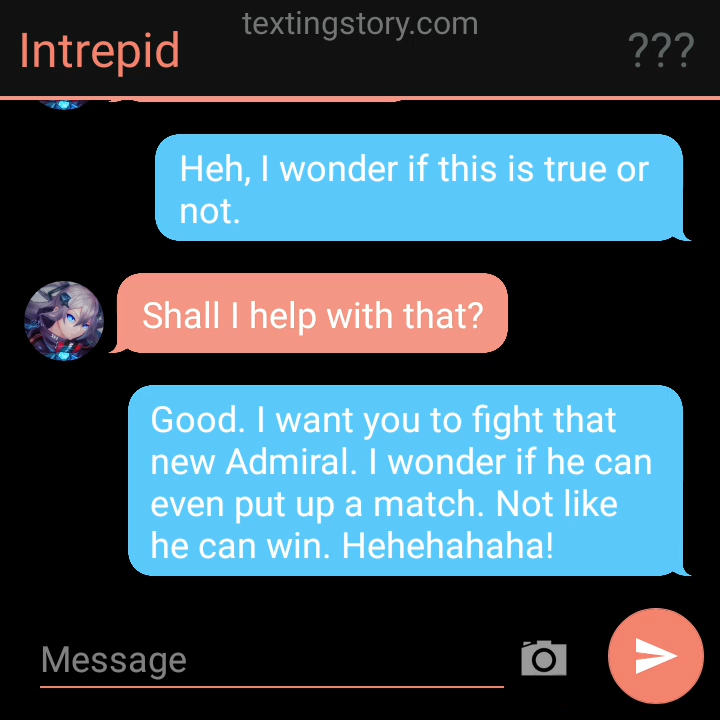 textingstory.com
Intrepid
???
Heh, I wonder if this is true or
not.
Shall I help with that?
Good. I want you to fight that
new Admiral. I wonder if he can
even put up a match. Not like
he can win. Hehehahaha!
Message